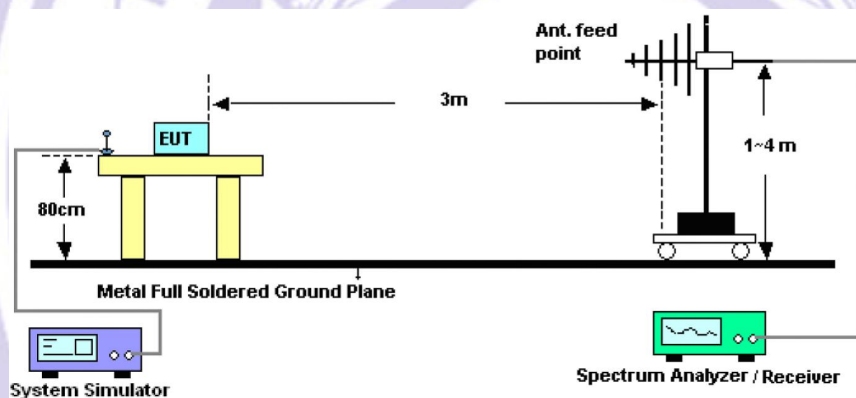 Ant. feed
point
3m
EUT
1~4 m
80cm
Metal Full Soldered Ground Plane
System Simulator
Spectrum Analyzer / Receiver